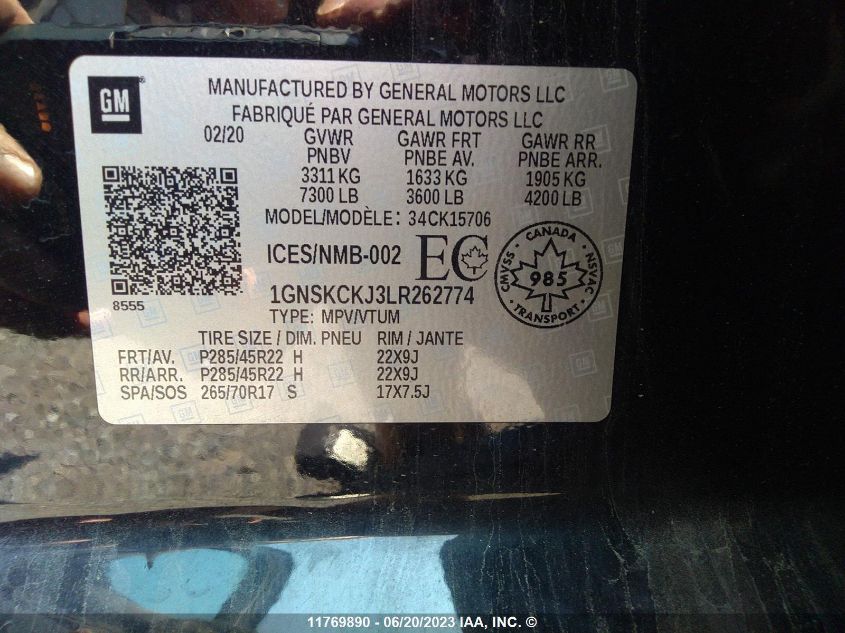 GM
MANUFACTURED BY GENERAL MOTORS LLC
FABRIQUÉ PAR GENERAL MOTORS LLC
02/20 GVWR GAWR FRT GAWR RR
PNBV PNBE AV. PNBE ARR.
3311 KG 1633 KG 1905 KG
7300 LB 3600 LB 4200 LB
MODEL/MODÈLE: 34CK15706
ICES/NMB-002 EC
CANADA
CMVSS 985 NSVAC
TRANSPORT
8555
1GNSKCKJ3LR262774
TYPE: MPV/VTUM
TIRE SIZE / DIM. PNEU RIM / JANTE
FRT/AV. P285/45R22 H 22X9J
RR/ARR. P285/45R22 H 22X9J
SPA/SOS 265/70R17 S 17X7.5J
11769890 - 06/20/2023 IAA, INC. ©